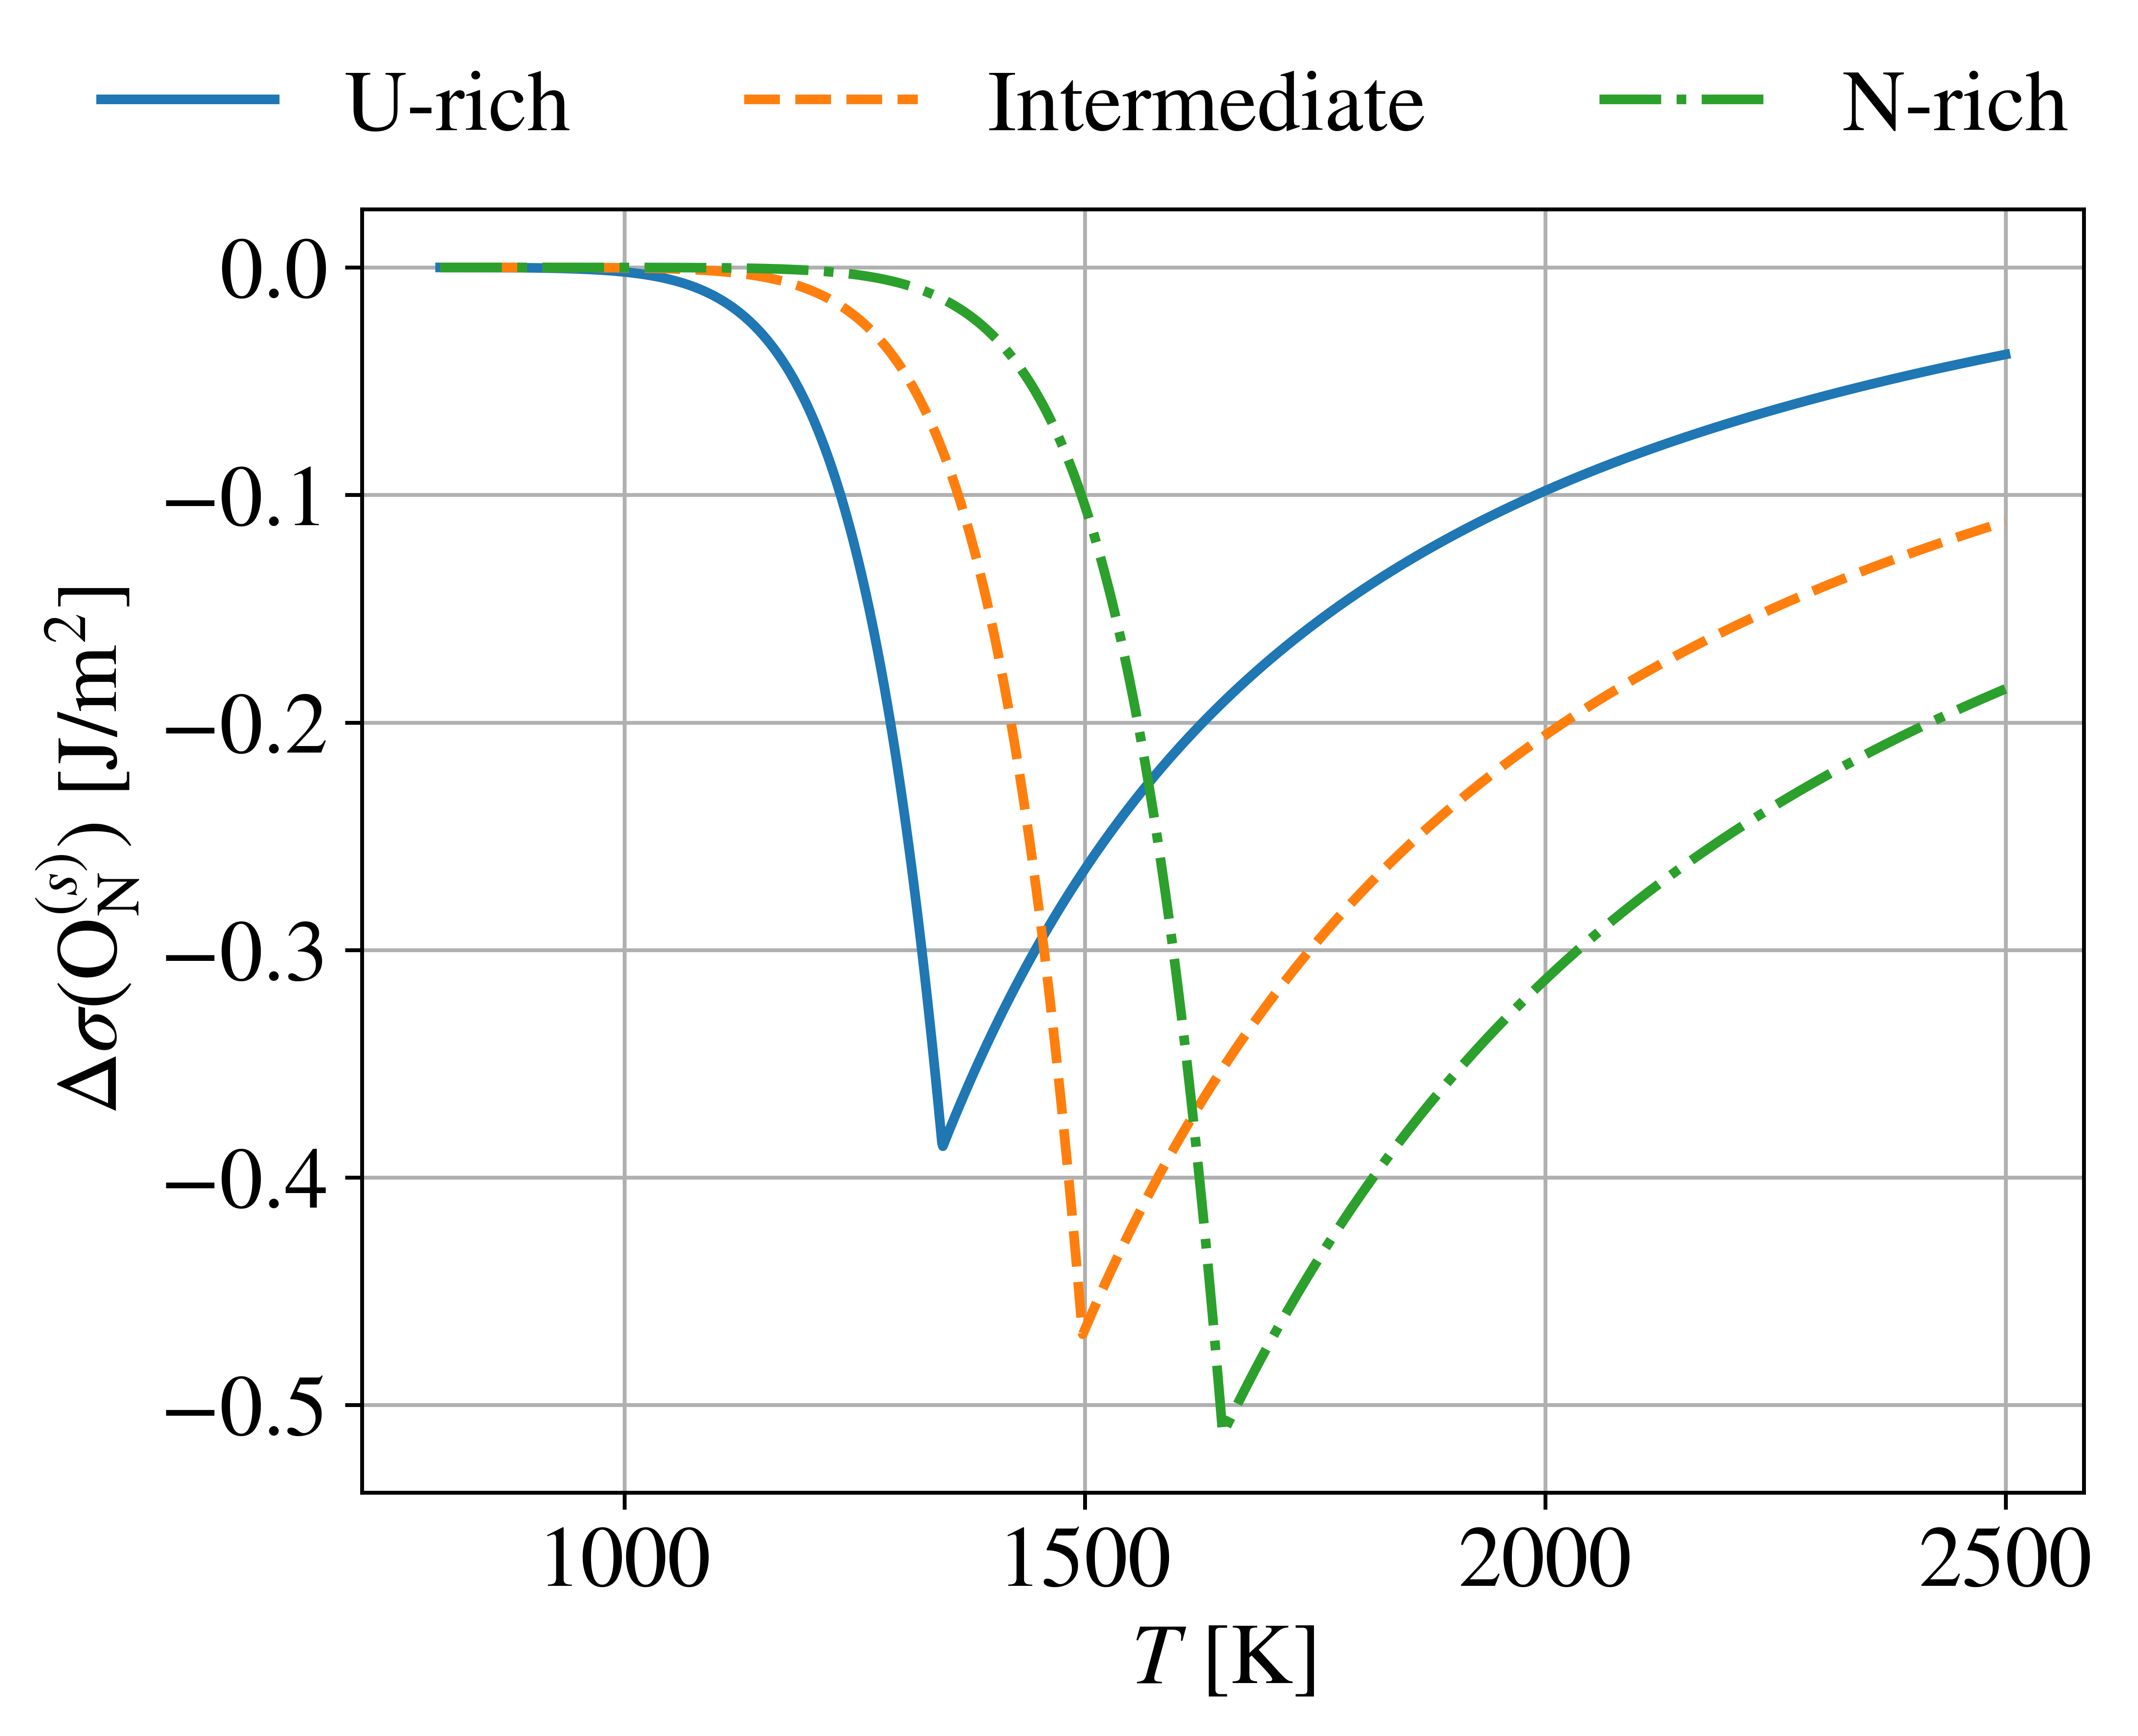 U-rich Intermediate N-rich
0.0
−0.1
−0.2
−0.3
−0.4
−0.5
Δσ(O_N^(s)) [J/m²]
1000 1500 2000 2500
T [K]